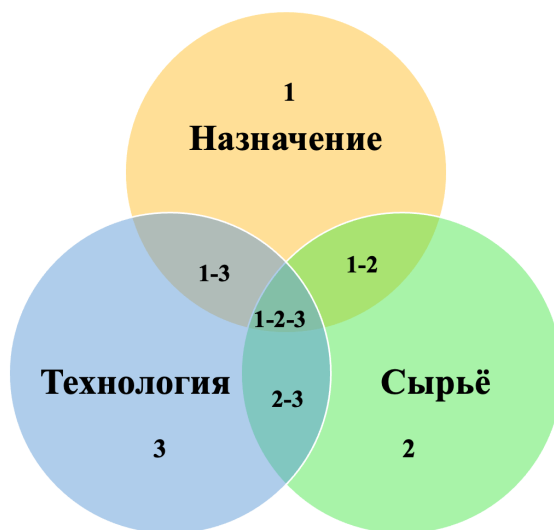 1
Назначение
1-3
1-2
1-2-3
Технология
Сырьё
2-3
3
2